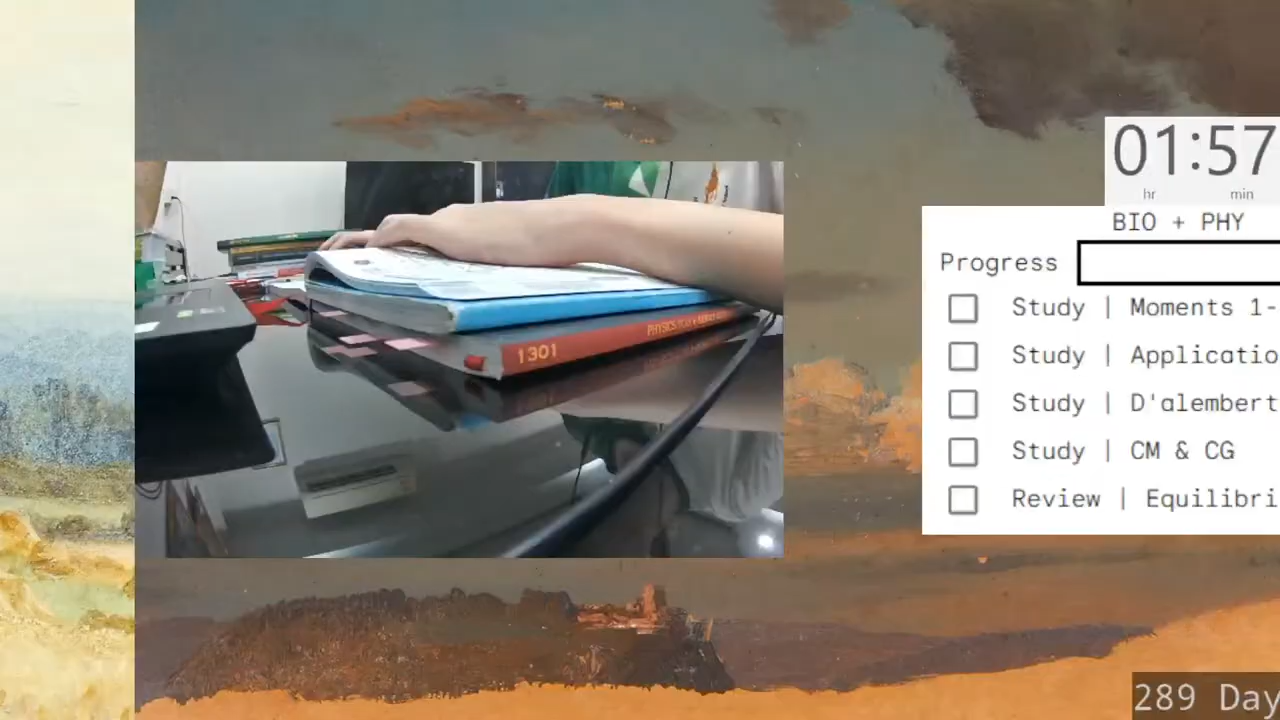 01:57
hr min
BIO + PHY
Progress
Study | Moments 1-
Study | Applicatio
Study | D'alembert
Study | CM & CG
Review | Equilibri
1301
289 Day